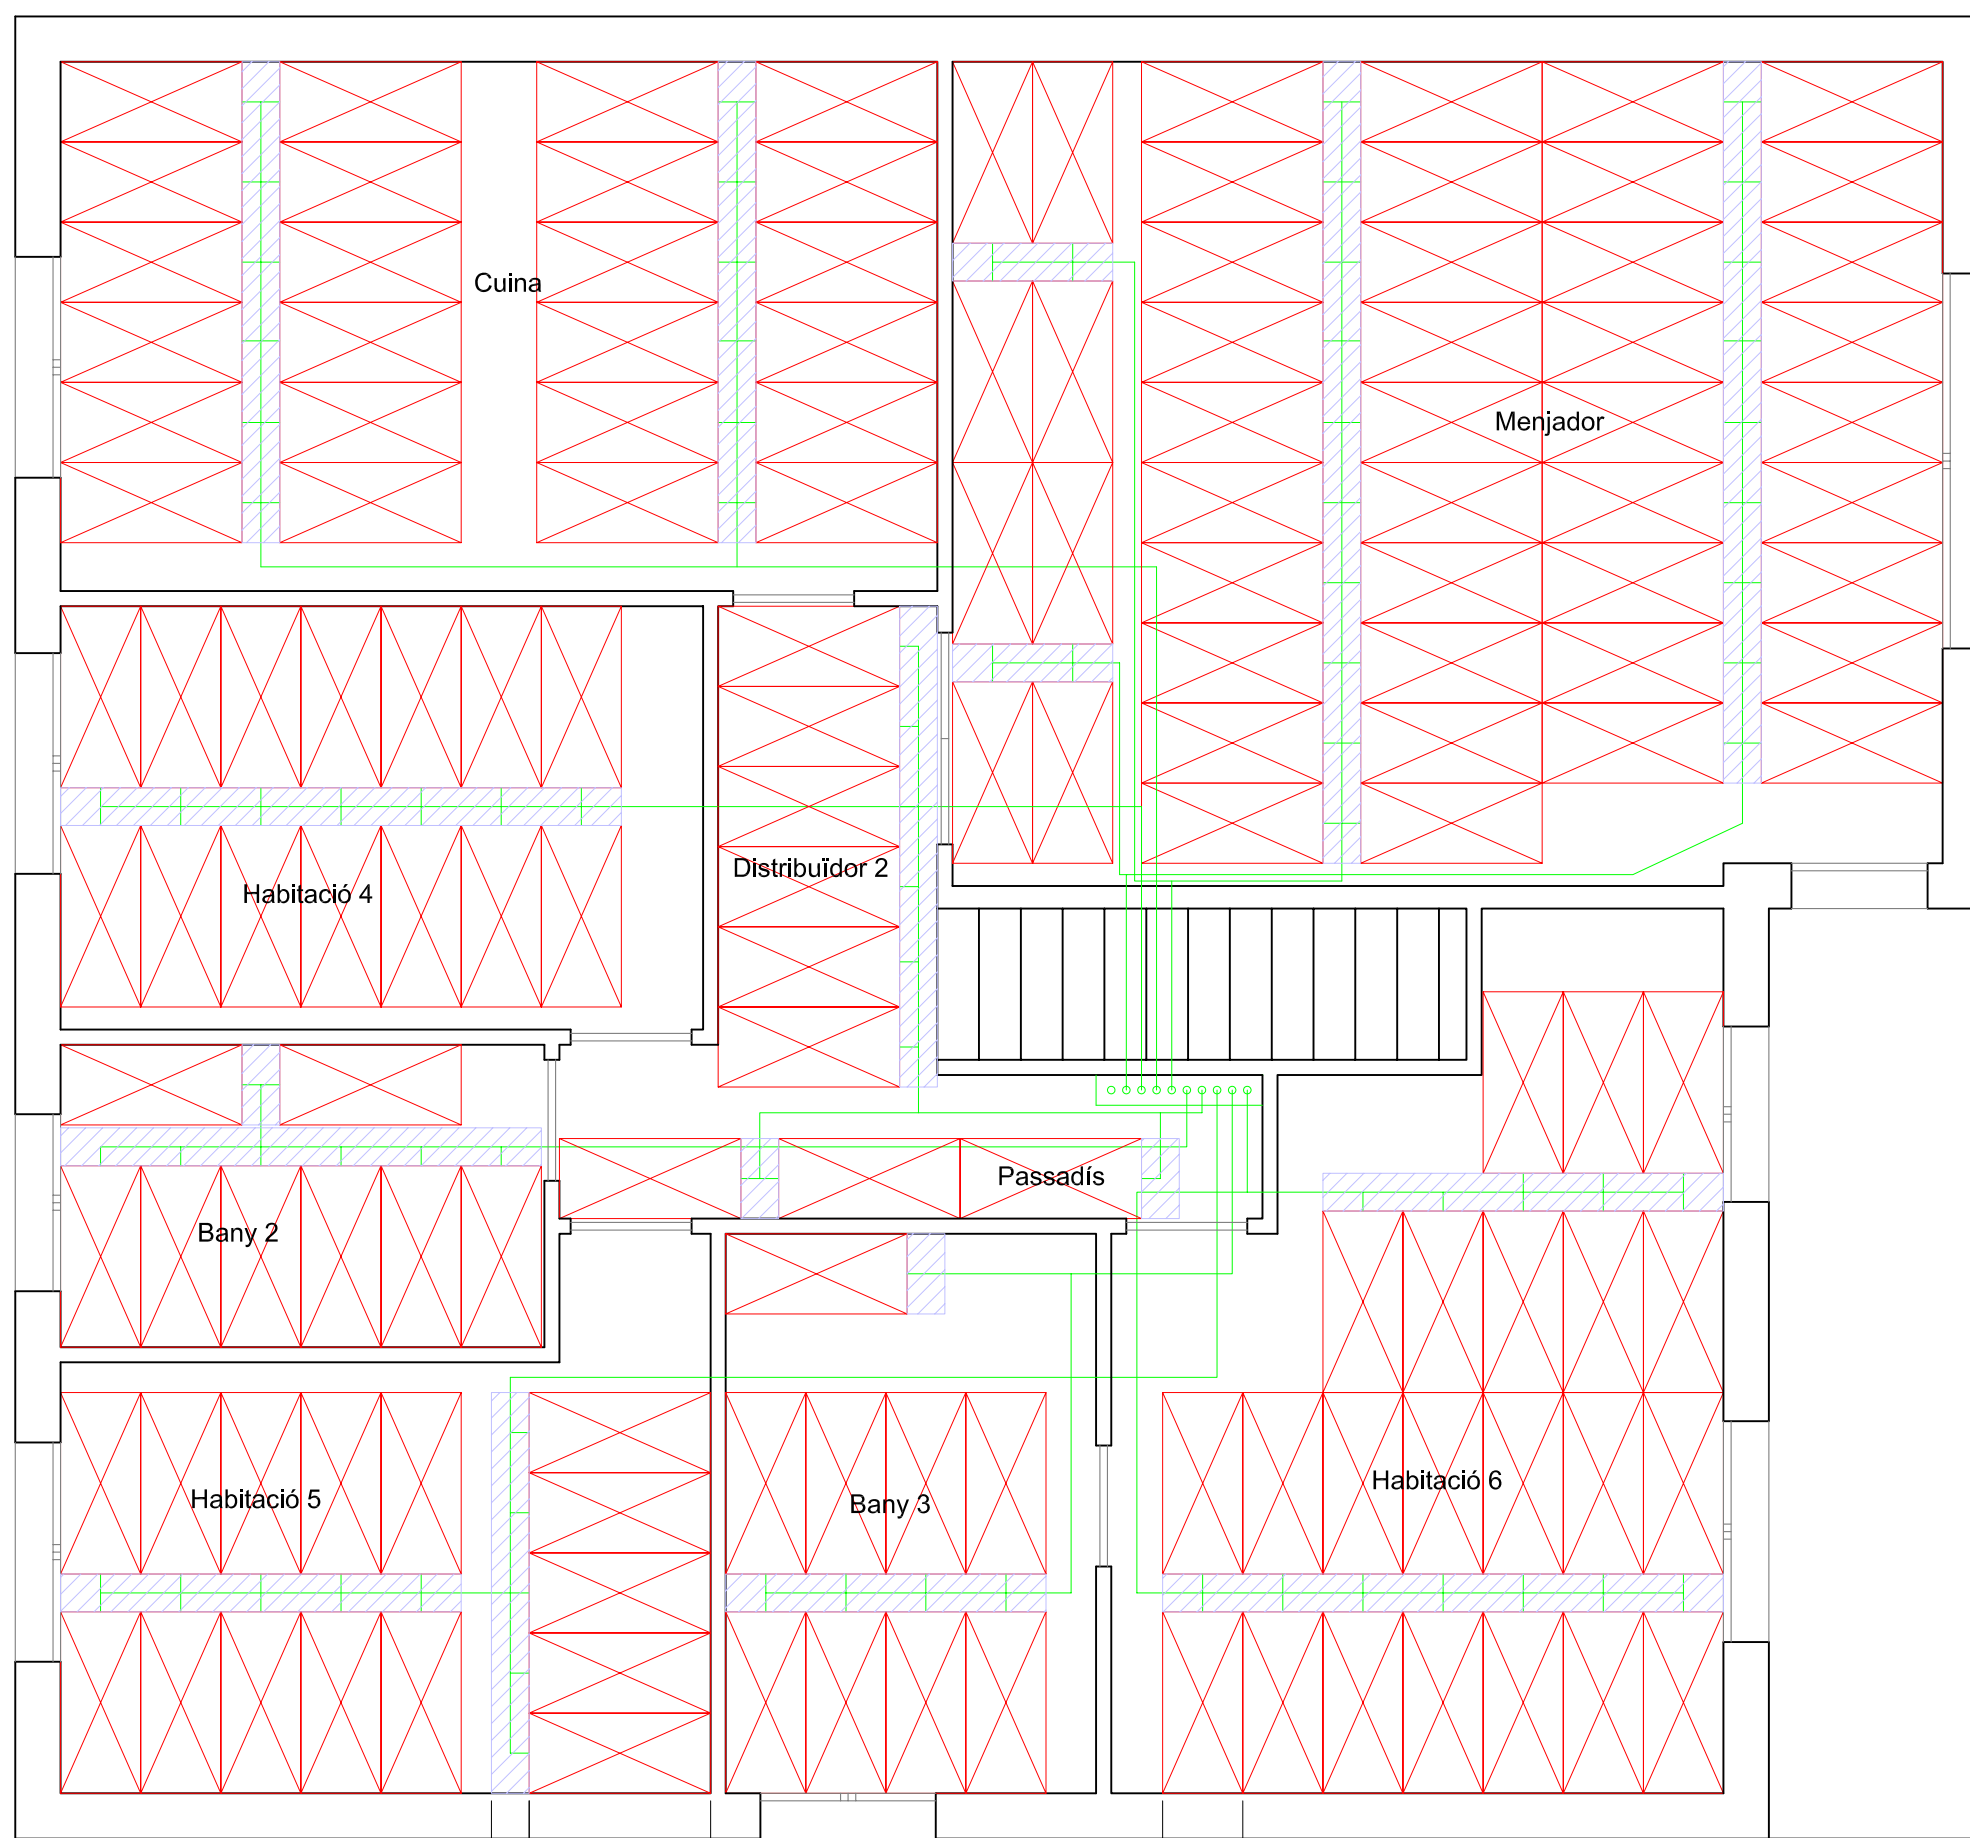 Cuina
Menjador
Distribuïdor 2
Habitació 4
Passadís
Bany 2
Habitació 6
Habitació 5
Bany 3